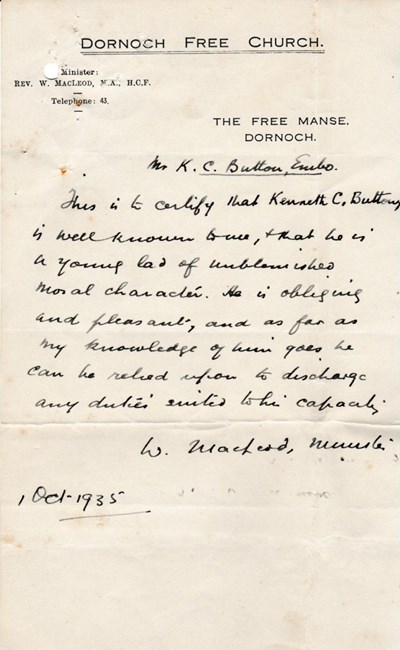 DORNOCH FREE CHURCH.
Minister:
REV. W. MACLEOD, M.A., H.C.F.
Telephone: 43.
THE FREE MANSE,
DORNOCH.
Mr K. C. Button, Embo.
This is to certify that Kenneth C. Button,
is well known to me, & that he is
a young lad of unblemished
moral character. He is obliging
and pleasant, and as far as
my knowledge of him goes he
can be relied upon to discharge
any duties suited to his capacity
W. MacLeod, Minister
1 Oct-1935